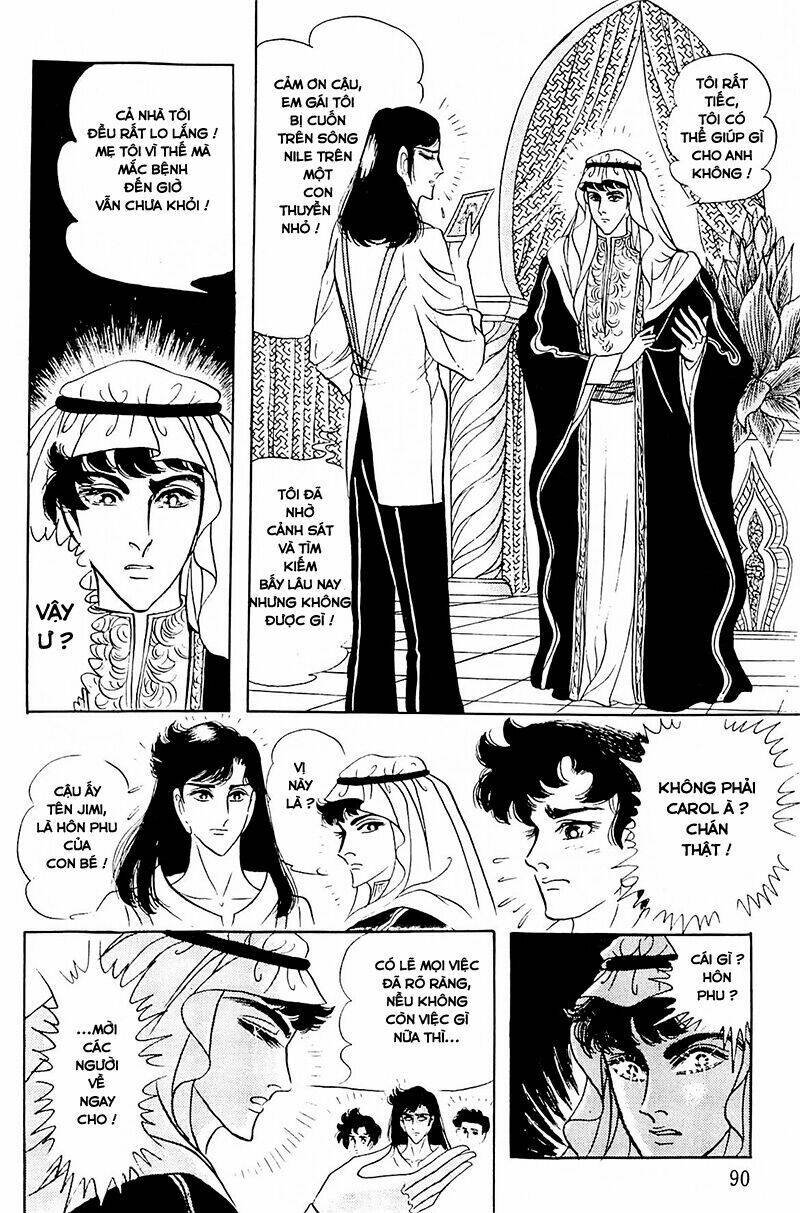 TÔI RẤT
TIẾC,
TÔI CÓ
THỂ GIÚP GÌ
CHO ANH
KHÔNG !
CẢM ƠN CẬU,
EM GÁI TÔI
BỊ CUỐN
TRÊN SÔNG
NILE TRÊN
MỘT
CON
THUYỀN
NHỎ !
TÔI ĐÃ
NHỜ
CẢNH SÁT
VÀ TÌM
KIẾM
BẤY LÂU NAY
NHƯNG KHÔNG
ĐƯỢC GÌ !
CẢ NHÀ TÔI
ĐỀU RẤT LO LẮNG !
MẸ TÔI VÌ THẾ MÀ
MẮC BỆNH
ĐẾN GIỜ
VẪN CHƯA KHỎI !
VẬY
Ư ?
KHÔNG PHẢI
CAROL À ?
CHÁN
THẬT !
VỊ
NÀY
LÀ ?
CẬU ẤY
TÊN JIMI,
LÀ HÔN PHU
CỦA
CON BÉ !
CÁI GÌ ?
HÔN
PHU ?
CÓ LẼ MỌI VIỆC
ĐÃ RÕ RÀNG,
NẾU KHÔNG
CÒN VIỆC GÌ
NỮA THÌ...
...MỜI
CÁC
NGƯỜI
VỀ
NGAY
CHO !
90